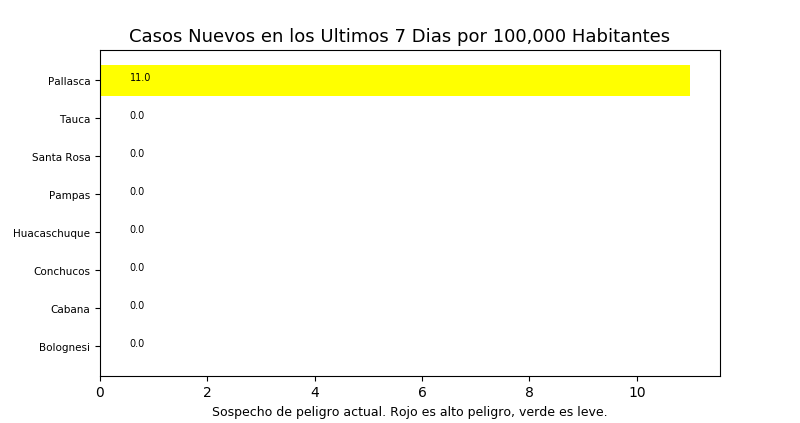 Casos Nuevos en los Ultimos 7 Dias por 100,000 Habitantes
Pallasca 11.0
Tauca 0.0
Santa Rosa 0.0
Pampas 0.0
Huacaschuque 0.0
Conchucos 0.0
Cabana 0.0
Bolognesi 0.0
0 2 4 6 8 10
Sospecho de peligro actual. Rojo es alto peligro, verde es leve.